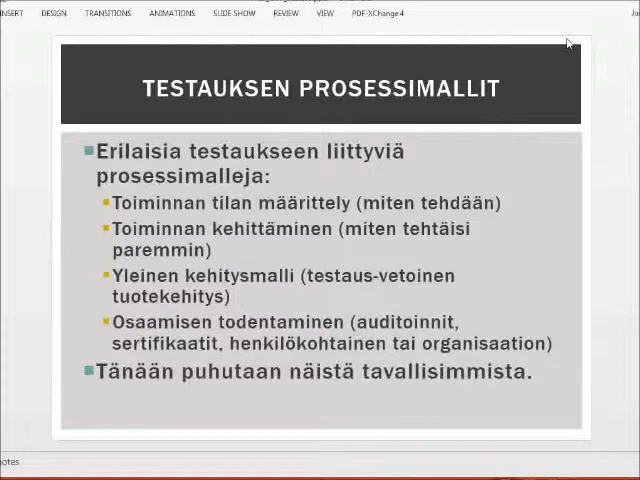 INSERT DESIGN TRANSITIONS ANIMATIONS SLIDE SHOW REVIEW VIEW PDF-XChange 4
TESTAUKSEN PROSESSIMALLIT
Erilaisia testaukseen liittyviä
prosessimalleja:
Toiminnan tilan määrittely (miten tehdään)
Toiminnan kehittäminen (miten tehtäisi
paremmin)
Yleinen kehitysmalli (testaus-vetoinen
tuotekehitys)
Osaamisen todentaminen (auditoinnit,
sertifikaatit, henkilökohtainen tai organisaation)
Tänään puhutaan näistä tavallisimmista.